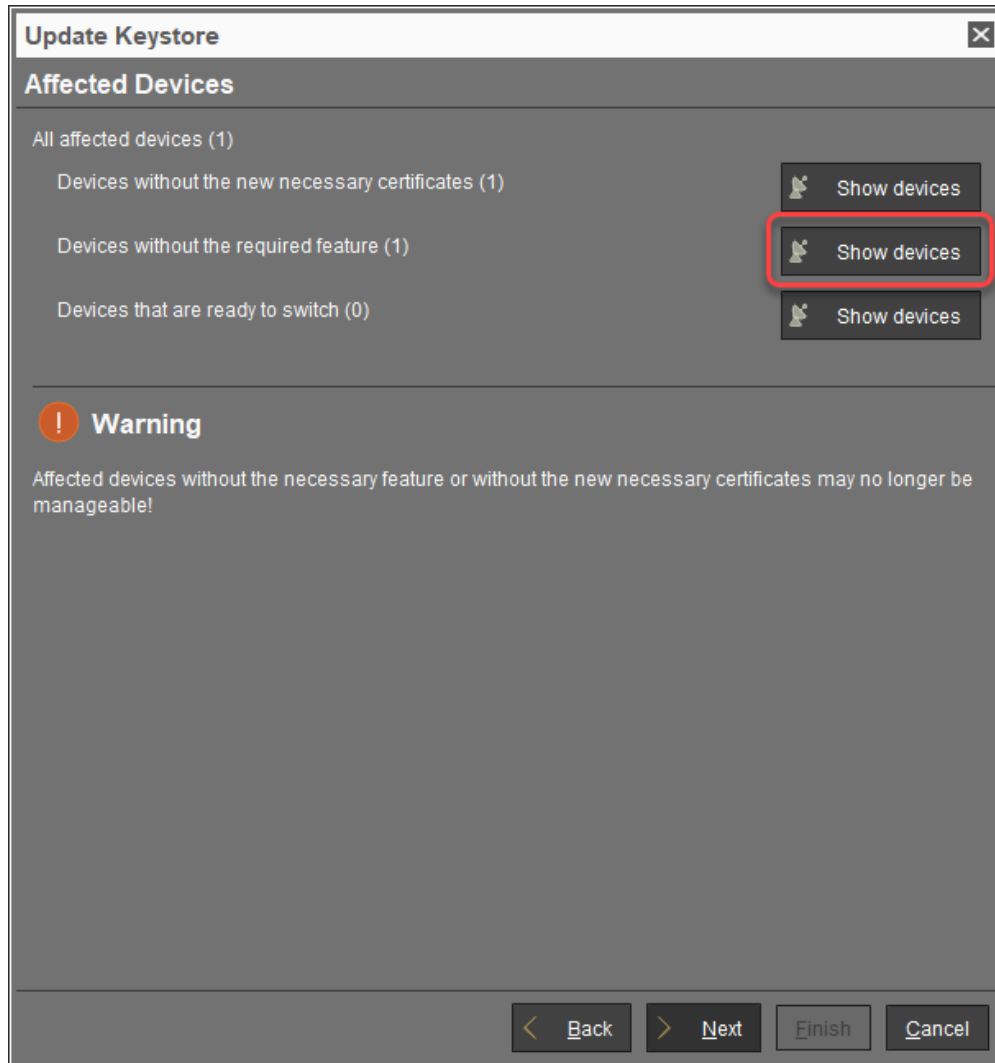 Update Keystore
Affected Devices
All affected devices (1)
Devices without the new necessary certificates (1)
Show devices
Devices without the required feature (1)
Show devices
Devices that are ready to switch (0)
Show devices
! Warning
Affected devices without the necessary feature or without the new necessary certificates may no longer be
manageable!
Back Next Finish Cancel